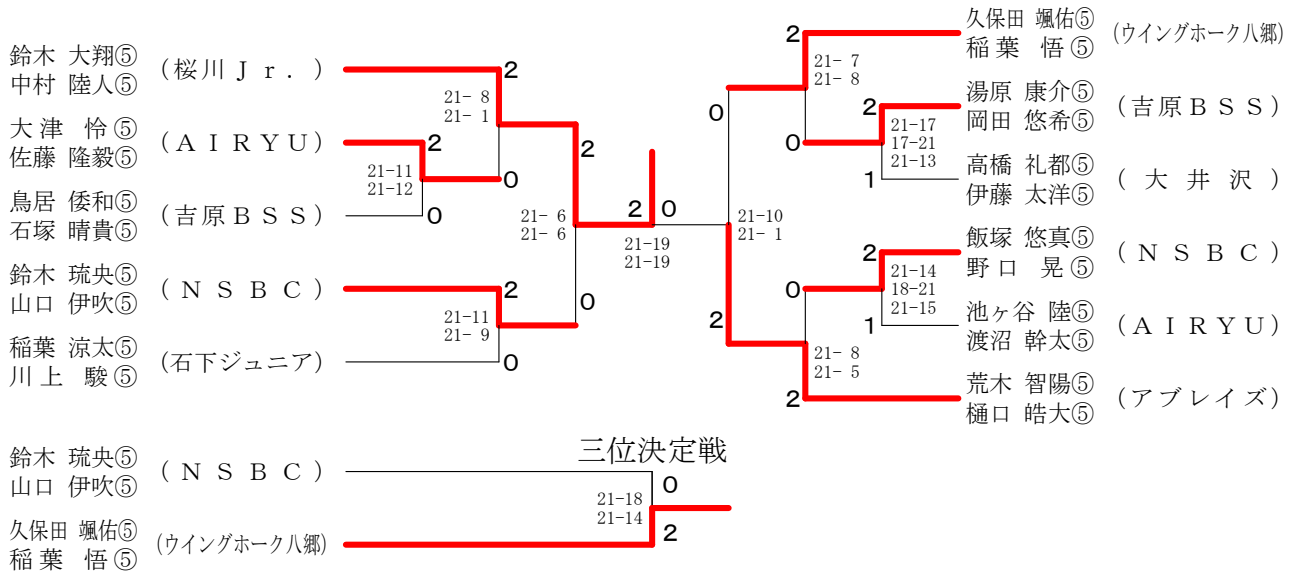 鈴木 大翔⑤
中村 陸人⑤
(桜川Ｊｒ．)
2
21- 8
21- 1
大津 怜⑤
佐藤 隆毅⑤
(ＡＩＲＹＵ)
2
21-11
21-12
0
鳥居 倭和⑤
石塚 晴貴⑤
(吉原ＢＳＳ)
0
2
21- 6
21- 6
鈴木 琉央⑤
山口 伊吹⑤
(ＮＳＢＣ)
2
0
21-11
21- 9
稲葉 涼太⑤
川上 駿⑤
(石下ジュニア)
0
2 0
21-19
21-19
久保田 颯佑⑤
稲葉 悟⑤
(ウイングホーク八郷)
2
21- 7
21- 8
0
湯原 康介⑤
岡田 悠希⑤
(吉原ＢＳＳ)
2
21-17
17-21
21-13
0
高橋 礼都⑤
伊藤 太洋⑤
(大井沢)
1
21-10
21- 1
飯塚 悠真⑤
野口 晃⑤
(ＮＳＢＣ)
2
21-14
18-21
21-15
0
池ヶ谷 陸⑤
渡沼 幹太⑤
(ＡＩＲＹＵ)
1
2
21- 8
21- 5
荒木 智陽⑤
樋口 皓大⑤
(アブレイズ)
2
三位決定戦
鈴木 琉央⑤
山口 伊吹⑤
(ＮＳＢＣ)
0
21-18
21-14
久保田 颯佑⑤
稲葉 悟⑤
(ウイングホーク八郷)
2